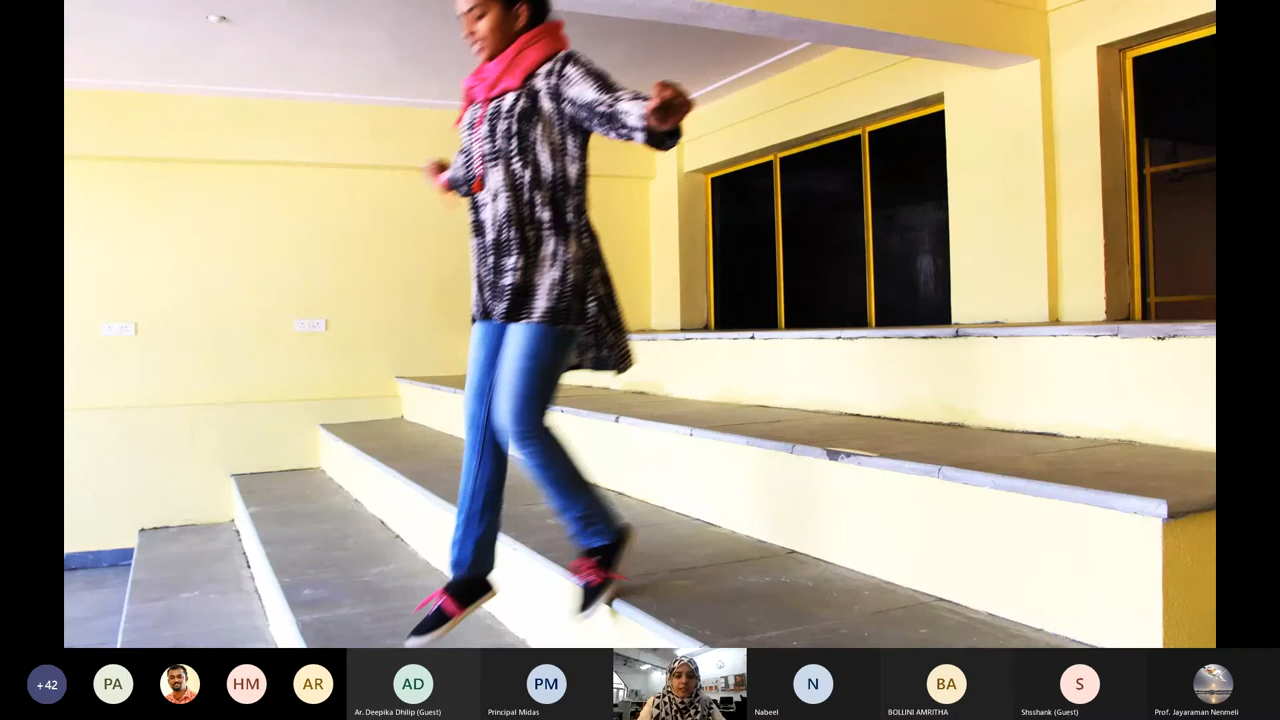 +42
PA
HM
AR
AD
Ar. Deepika Dhilip (Guest)
PM
Principal Midas
N
Nabeel
BA
BOLLINI AMRITHA
S
Shsshank (Guest)
Prof. Jayaraman Nenmeli